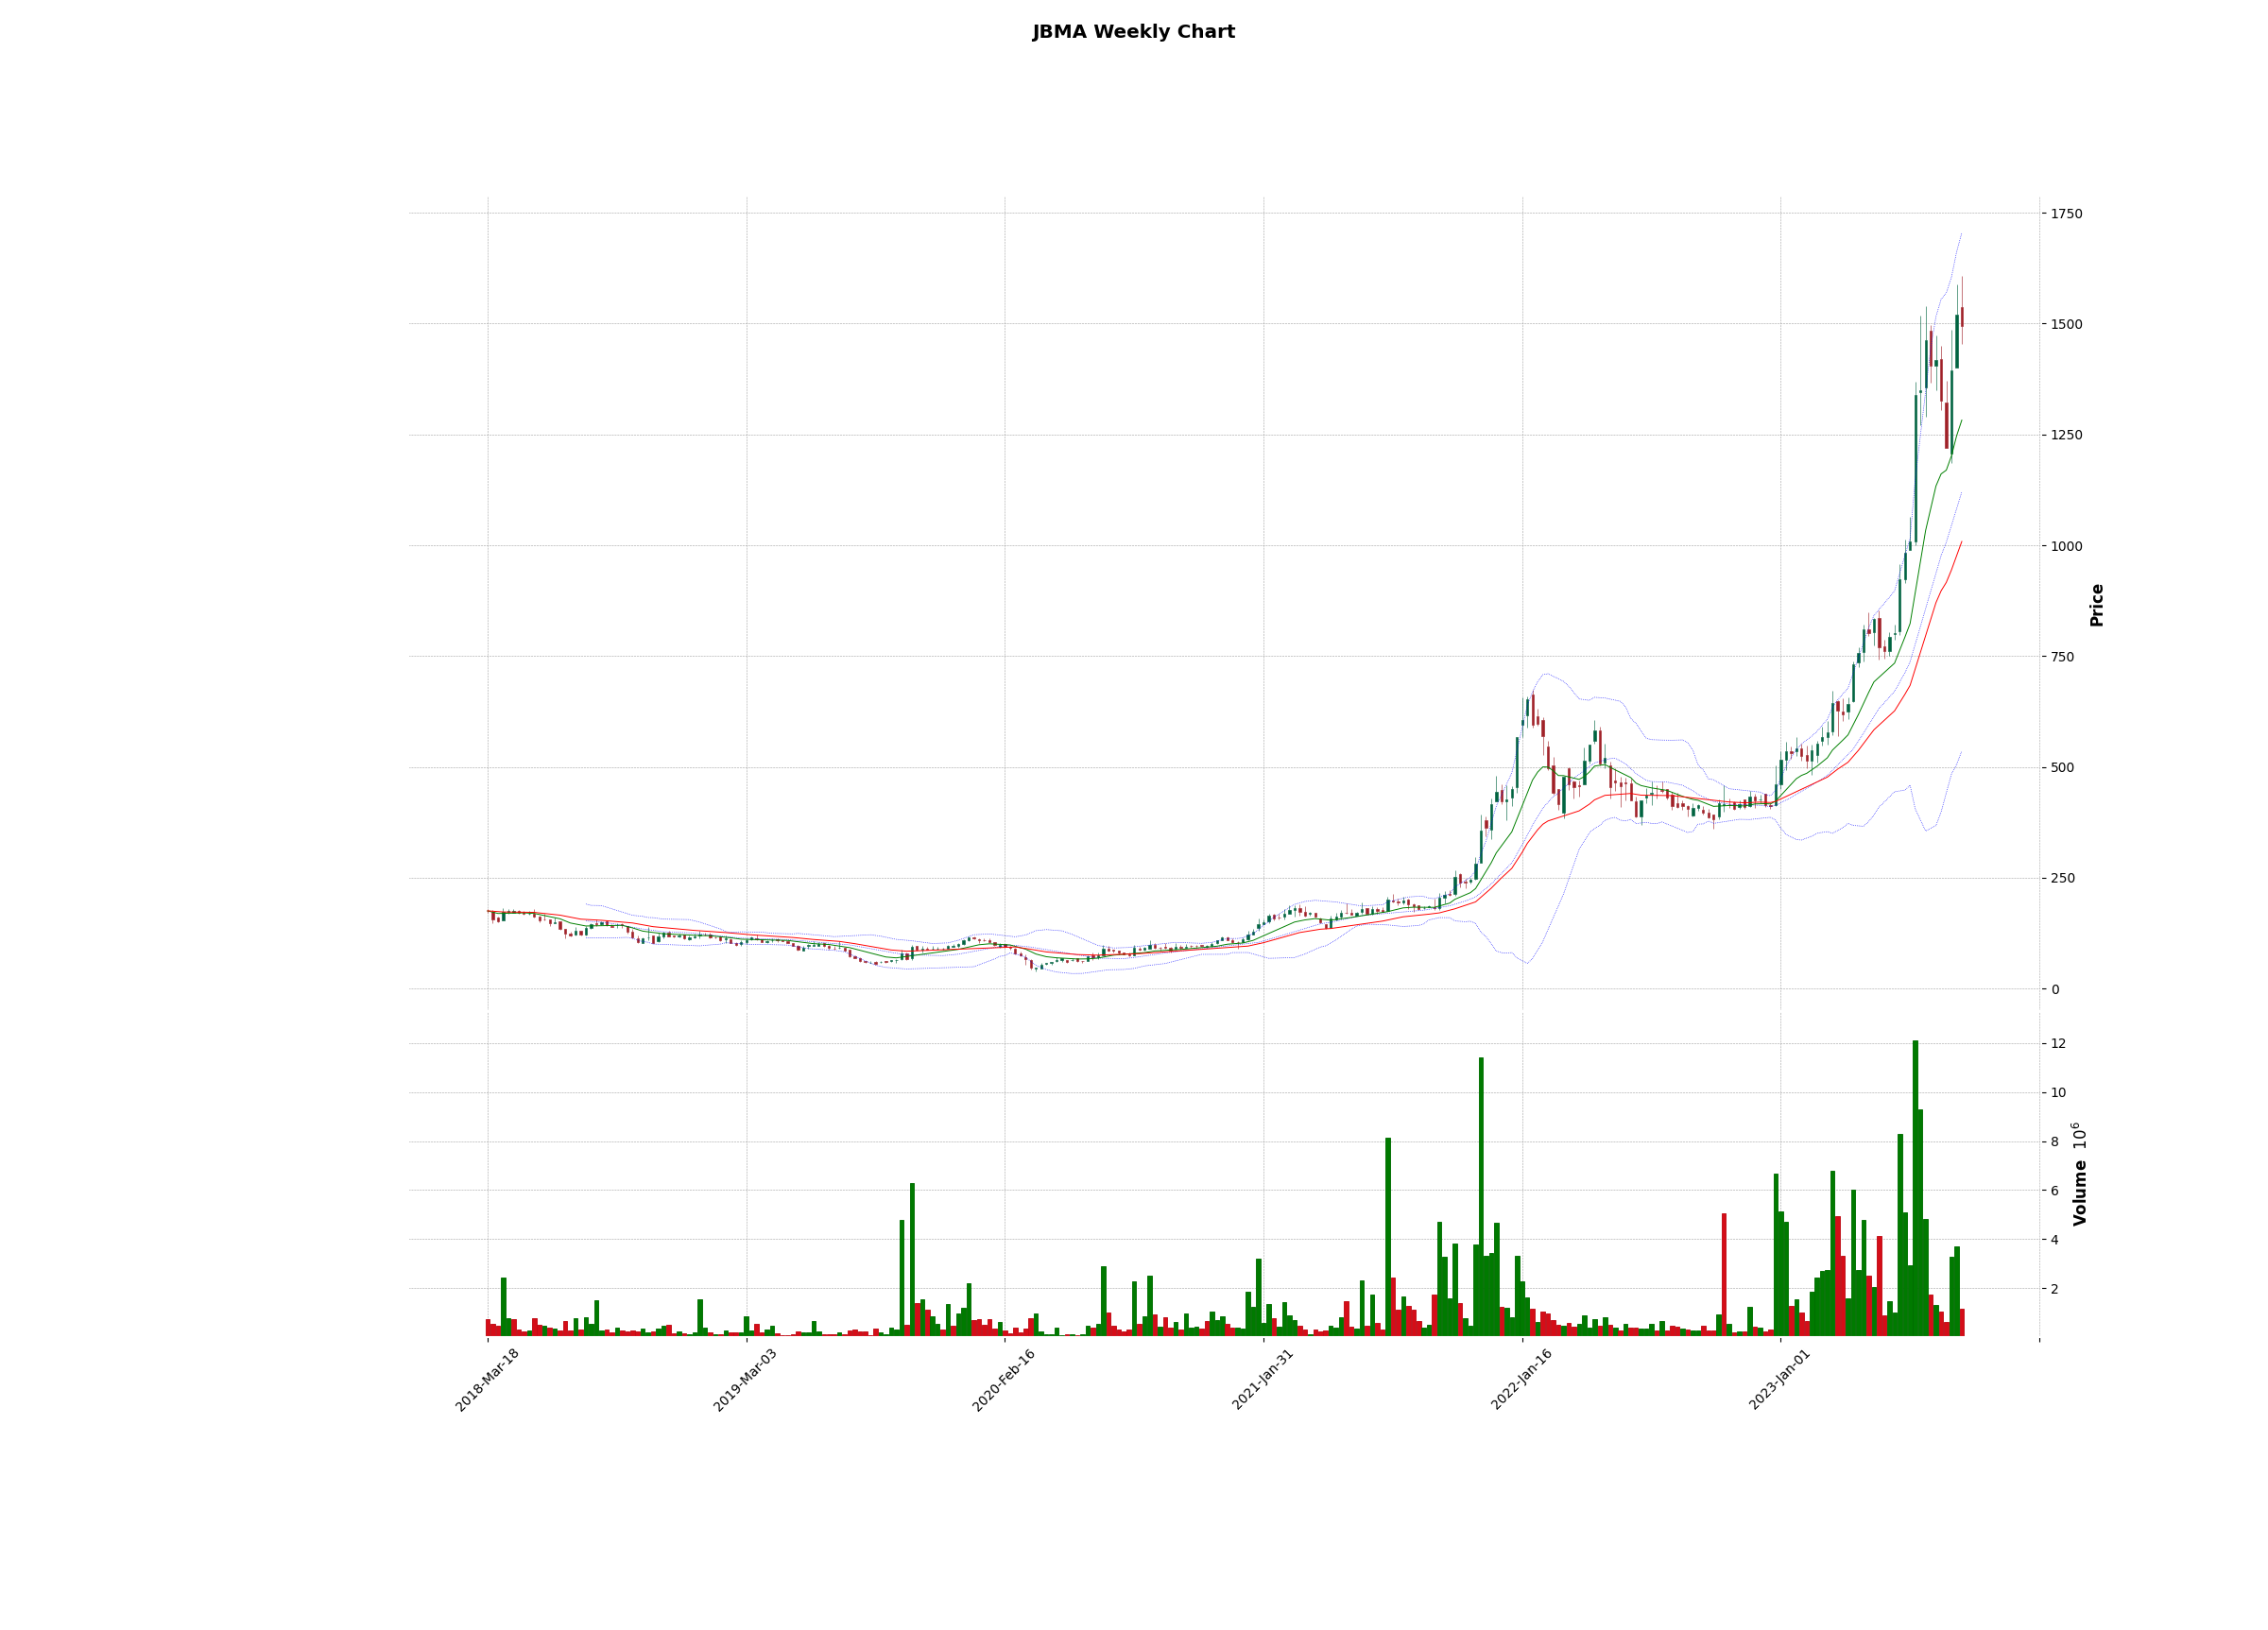 JBMA Weekly Chart
1750
1500
1250
1000
750
500
250
0
Price
12
10
8
6
4
2
Volume 10^6
2018-Mar-18
2019-Mar-03
2020-Feb-16
2021-Jan-31
2022-Jan-16
2023-Jan-01